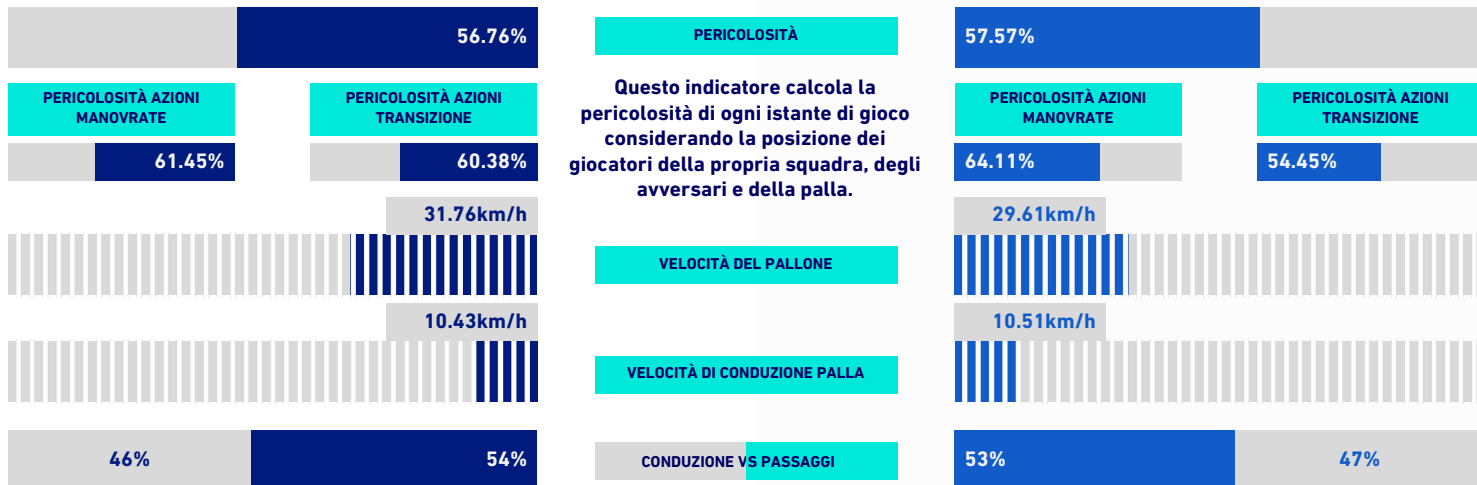 56.76%
PERICOLOSITÀ
57.57%
PERICOLOSITÀ AZIONI
MANOVRATE
PERICOLOSITÀ AZIONI
TRANSIZIONE
61.45%
60.38%
Questo indicatore calcola la
pericolosità di ogni istante di gioco
considerando la posizione dei
giocatori della propria squadra, degli
avversari e della palla.
PERICOLOSITÀ AZIONI
MANOVRATE
PERICOLOSITÀ AZIONI
TRANSIZIONE
64.11%
54.45%
31.76km/h
VELOCITÀ DEL PALLONE
29.61km/h
10.43km/h
VELOCITÀ DI CONDUZIONE PALLA
10.51km/h
46%
54%
CONDUZIONE VS PASSAGGI
53%
47%